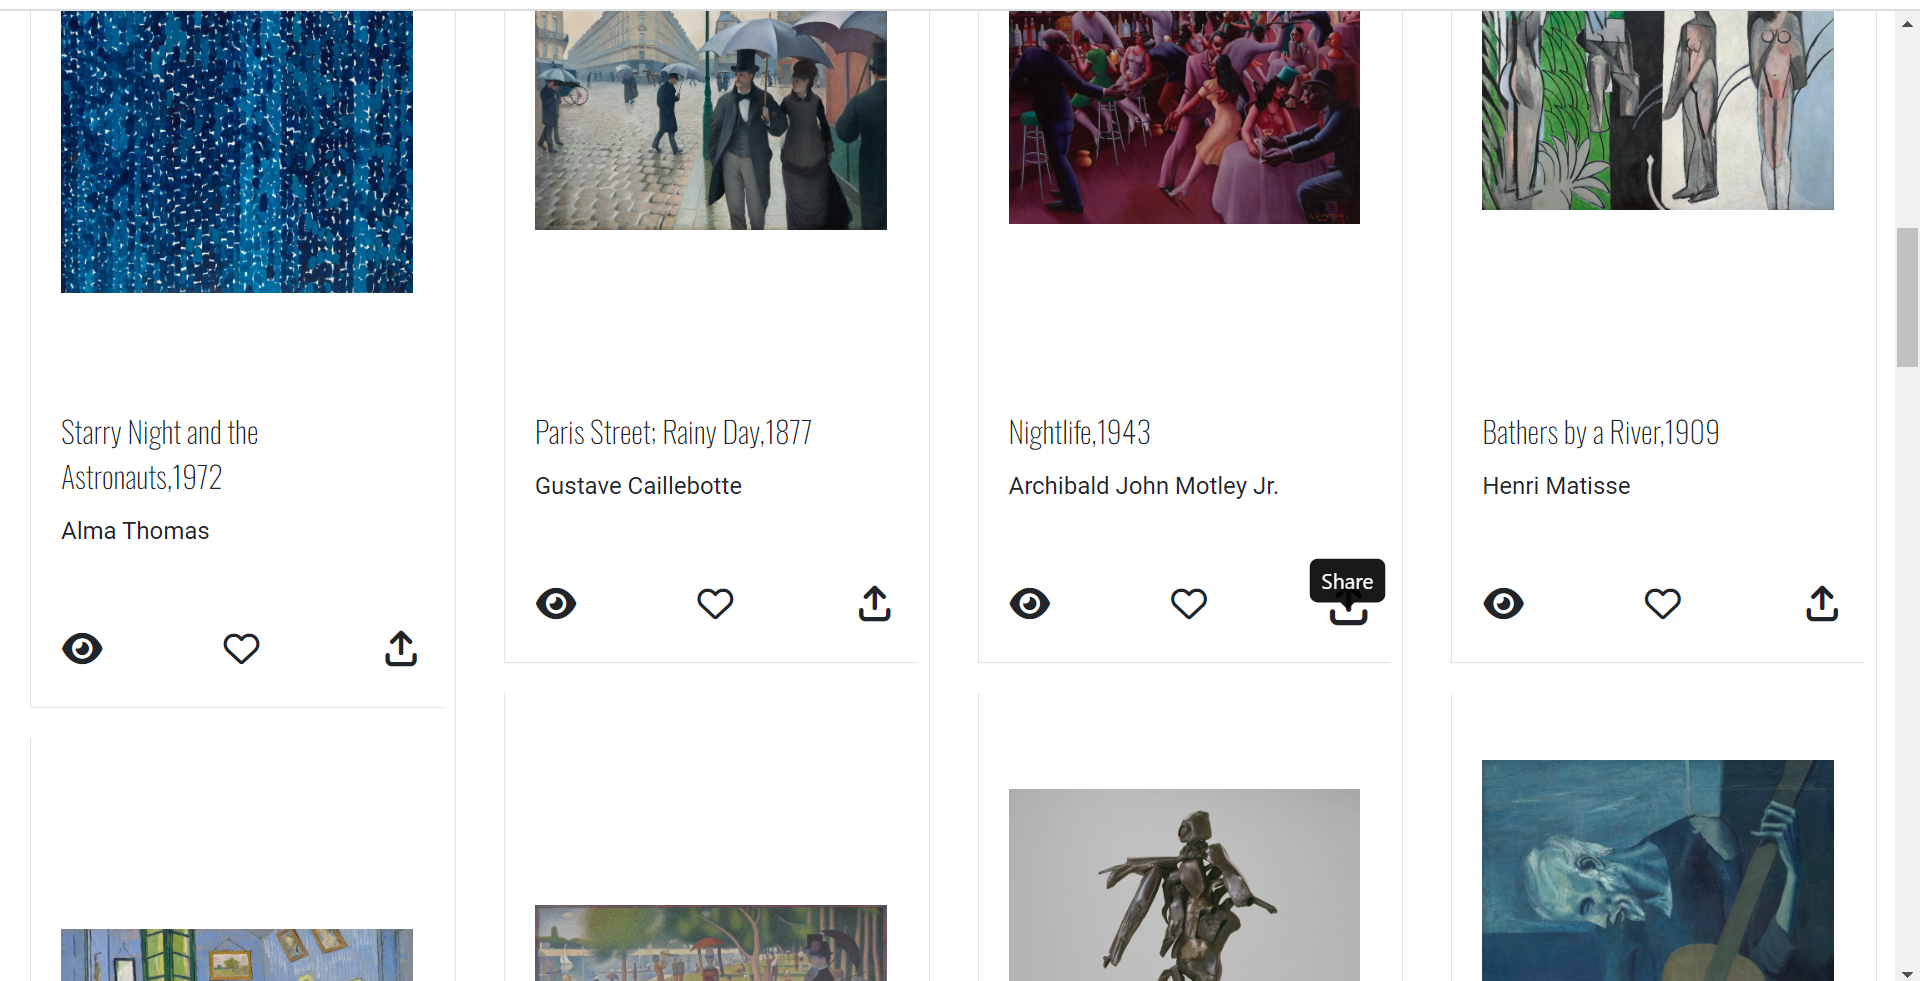 Starry Night and the
Astronauts,1972
Alma Thomas
Paris Street; Rainy Day,1877
Gustave Caillebotte
Nightlife,1943
Archibald John Motley Jr.
Share
Bathers by a River,1909
Henri Matisse